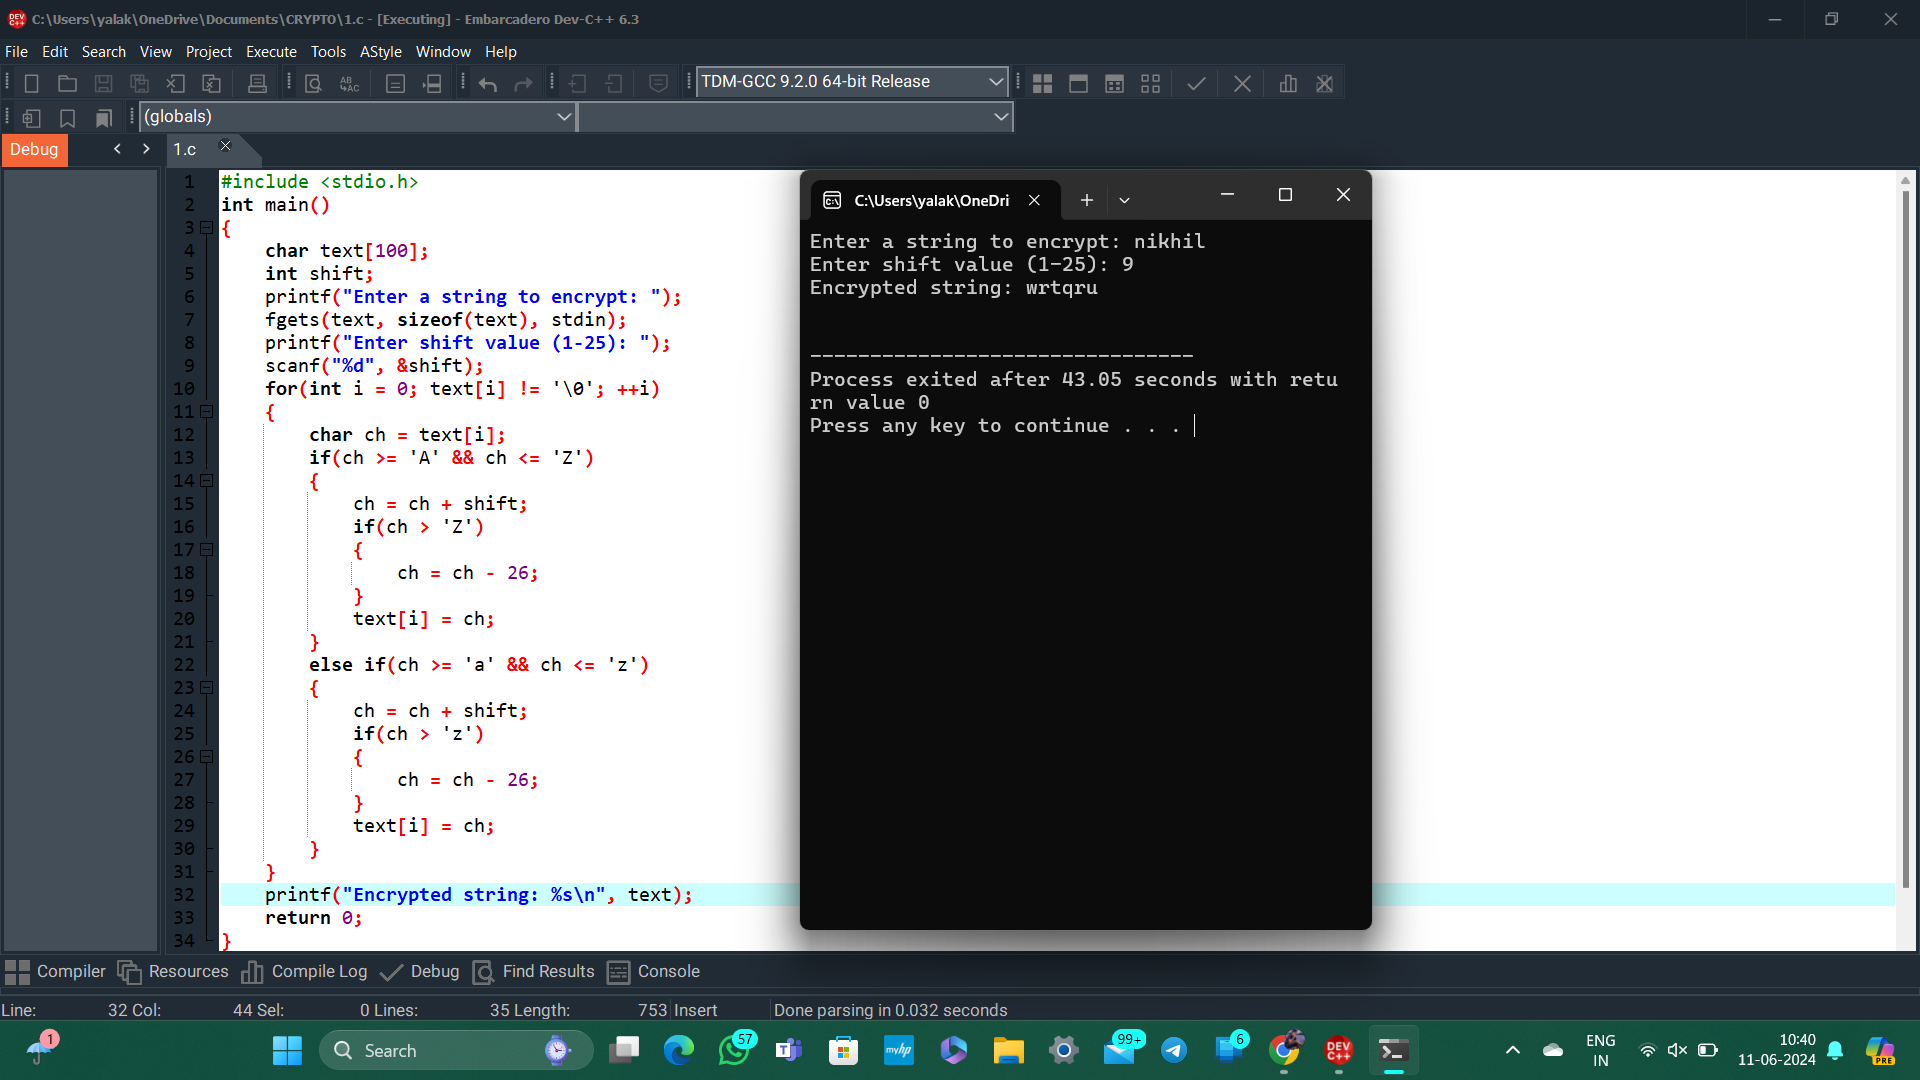 C:\Users\yalak\OneDrive\Documents\CRYPTO\1.c - [Executing] - Embarcadero Dev-C++ 6.3
File Edit Search View Project Execute Tools AStyle Window Help
TDM-GCC 9.2.0 64-bit Release
(globals)
Debug
1.c
1 #include <stdio.h>
2 int main()
3 {
4 char text[100];
5 int shift;
6 printf("Enter a string to encrypt: ");
7 fgets(text, sizeof(text), stdin);
8 printf("Enter shift value (1-25): ");
9 scanf("%d", &shift);
10 for(int i = 0; text[i] != '\0'; ++i)
11 {
12 char ch = text[i];
13 if(ch >= 'A' && ch <= 'Z')
14 {
15 ch = ch + shift;
16 if(ch > 'Z')
17 {
18 ch = ch - 26;
19 }
20 text[i] = ch;
21 }
22 else if(ch >= 'a' && ch <= 'z')
23 {
24 ch = ch + shift;
25 if(ch > 'z')
26 {
27 ch = ch - 26;
28 }
29 text[i] = ch;
30 }
31 }
32 printf("Encrypted string: %s\n", text);
33 return 0;
34 }
C:\Users\yalak\OneDri
Enter a string to encrypt: nikhil
Enter shift value (1-25): 9
Encrypted string: wrtqru
--------------------------------
Process exited after 43.05 seconds with retu
rn value 0
Press any key to continue . . .
Compiler Resources Compile Log Debug Find Results Console
Line: 32 Col: 44 Sel: 0 Lines: 35 Length: 753 Insert Done parsing in 0.032 seconds
1
Search
57
myhp
99+
6
DEV
C++
ENG
IN
10:40
11-06-2024
PRE